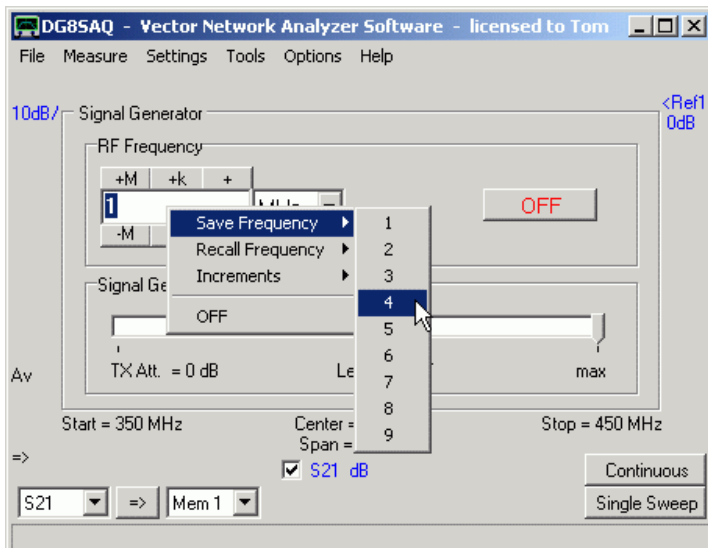 DG8SAQ - Vector Network Analyzer Software - licensed to Tom
File Measure Settings Tools Options Help
10dB/
<Ref1
0dB
Signal Generator
RF Frequency
+M +k +
1
-M
OFF
Save Frequency
Recall Frequency
Increments
OFF
1
2
3
4
5
6
7
8
9
Signal Ge
TX Att. = 0 dB
Le
max
Av
Start = 350 MHz
Center =
Stop = 450 MHz
Span =
=>
S21 dB
Continuous
S21 => Mem 1
Single Sweep